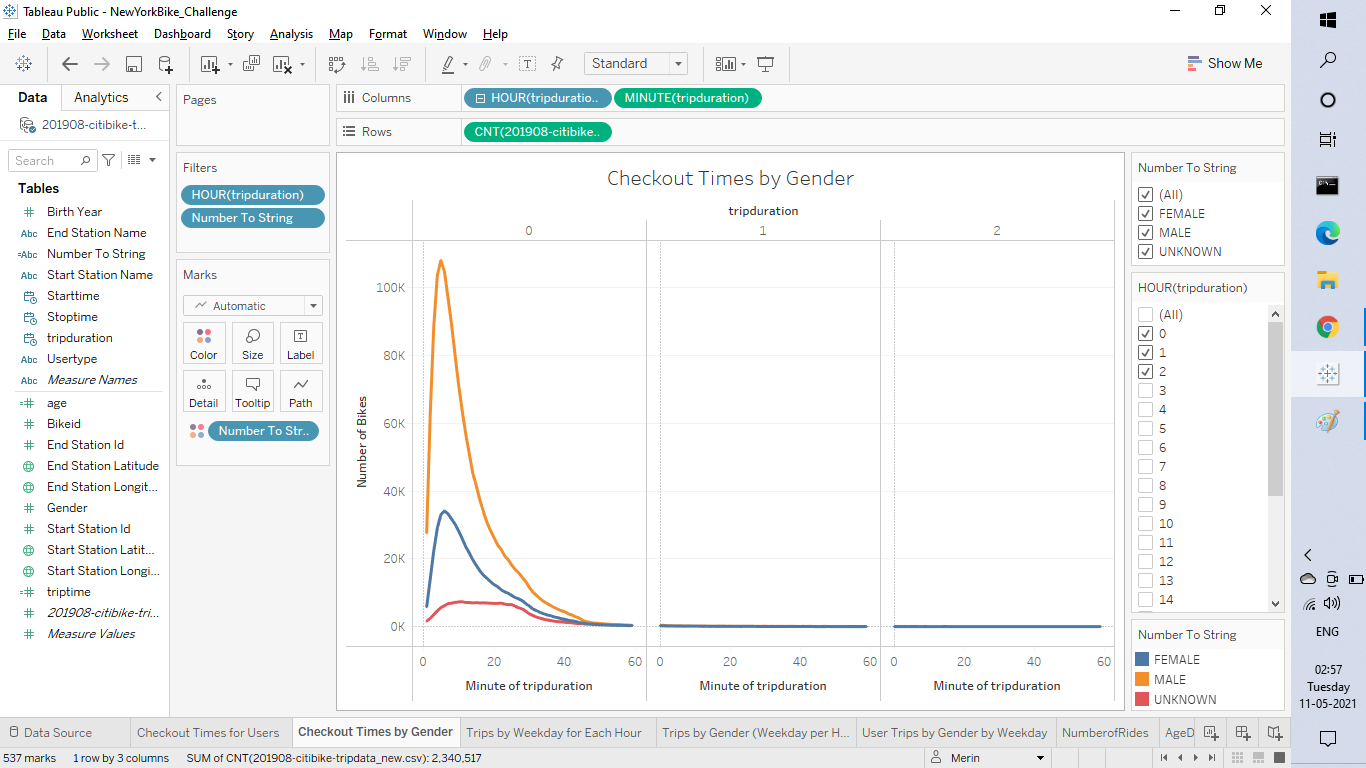 Tableau Public - NewYorkBike_Challenge
File Data Worksheet Dashboard Story Analysis Map Format Window Help
Standard
Show Me
Data Analytics
201908-citibike-t...
Search
Tables
Birth Year
Abc End Station Name
=Abc Number To String
Abc Start Station Name
Starttime
Stoptime
tripduration
Abc Usertype
Abc Measure Names
age
Bikeid
End Station Id
End Station Latitude
End Station Longit...
Gender
Start Station Id
Start Station Latit...
Start Station Longi...
triptime
201908-citibike-tri...
Measure Values
Pages
Filters
HOUR(tripduration)
Number To String
Marks
Automatic
Color Size Label
Detail Tooltip Path
Number To Str..
Columns HOUR(tripduratio.. MINUTE(tripduration)
Rows CNT(201908-citibike..
Checkout Times by Gender
tripduration
0 1 2
Number of Bikes
100K
80K
60K
40K
20K
0K
0 20 40 60 0 20 40 60 0 20 40 60
Minute of tripduration Minute of tripduration Minute of tripduration
Number To String
(All)
FEMALE
MALE
UNKNOWN
HOUR(tripduration)
(All)
0
1
2
3
4
5
6
7
8
9
10
11
12
13
14
Number To String
FEMALE
MALE
UNKNOWN
Data Source Checkout Times for Users Checkout Times by Gender Trips by Weekday for Each Hour Trips by Gender (Weekday per H... User Trips by Gender by Weekday NumberofRides AgeD
537 marks 1 row by 3 columns SUM of CNT(201908-citibike-tripdata_new.csv): 2,340,517 Merin
ENG
02:57
Tuesday
11-05-2021